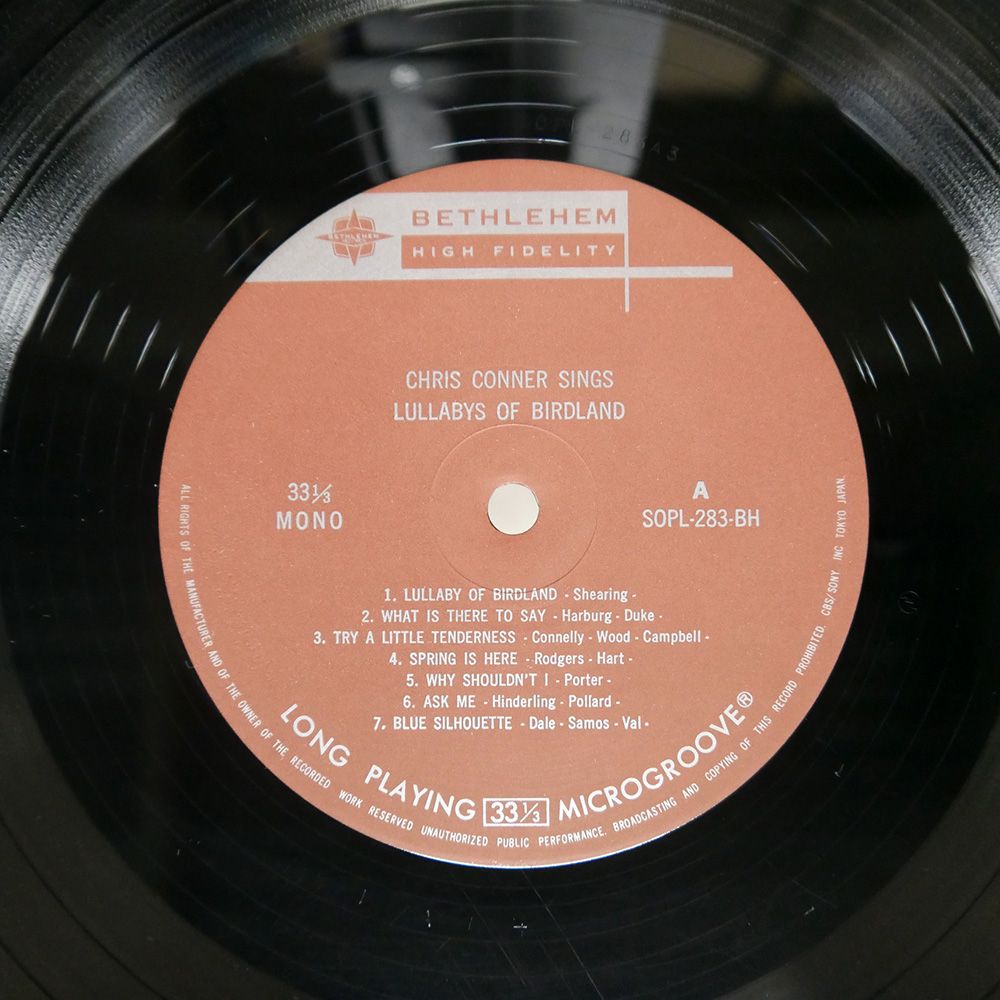 BETHLEHEM
BETHLEHEM
HIGH FIDELITY
CHRIS CONNER SINGS
LULLABYS OF BIRDLAND
33⅓
MONO
A
SOPL-283-BH
1. LULLABY OF BIRDLAND - Shearing -
2. WHAT IS THERE TO SAY - Harburg - Duke -
3. TRY A LITTLE TENDERNESS - Connelly - Wood - Campbell -
4. SPRING IS HERE - Rodgers - Hart -
5. WHY SHOULDN'T I - Porter -
6. ASK ME - Hinderling - Pollard -
7. BLUE SILHOUETTE - Dale - Samos - Val -
LONG PLAYING 33⅓ MICROGROOVE®
ALL RIGHTS OF THE MANUFACTURER AND OF THE OWNER OF THE RECORDED WORK RESERVED UNAUTHORIZED PUBLIC PERFORMANCE. BROADCASTING AND COPYING OF THIS RECORD PROHIBITED. CBS/SONY INC TOKYO JAPAN.